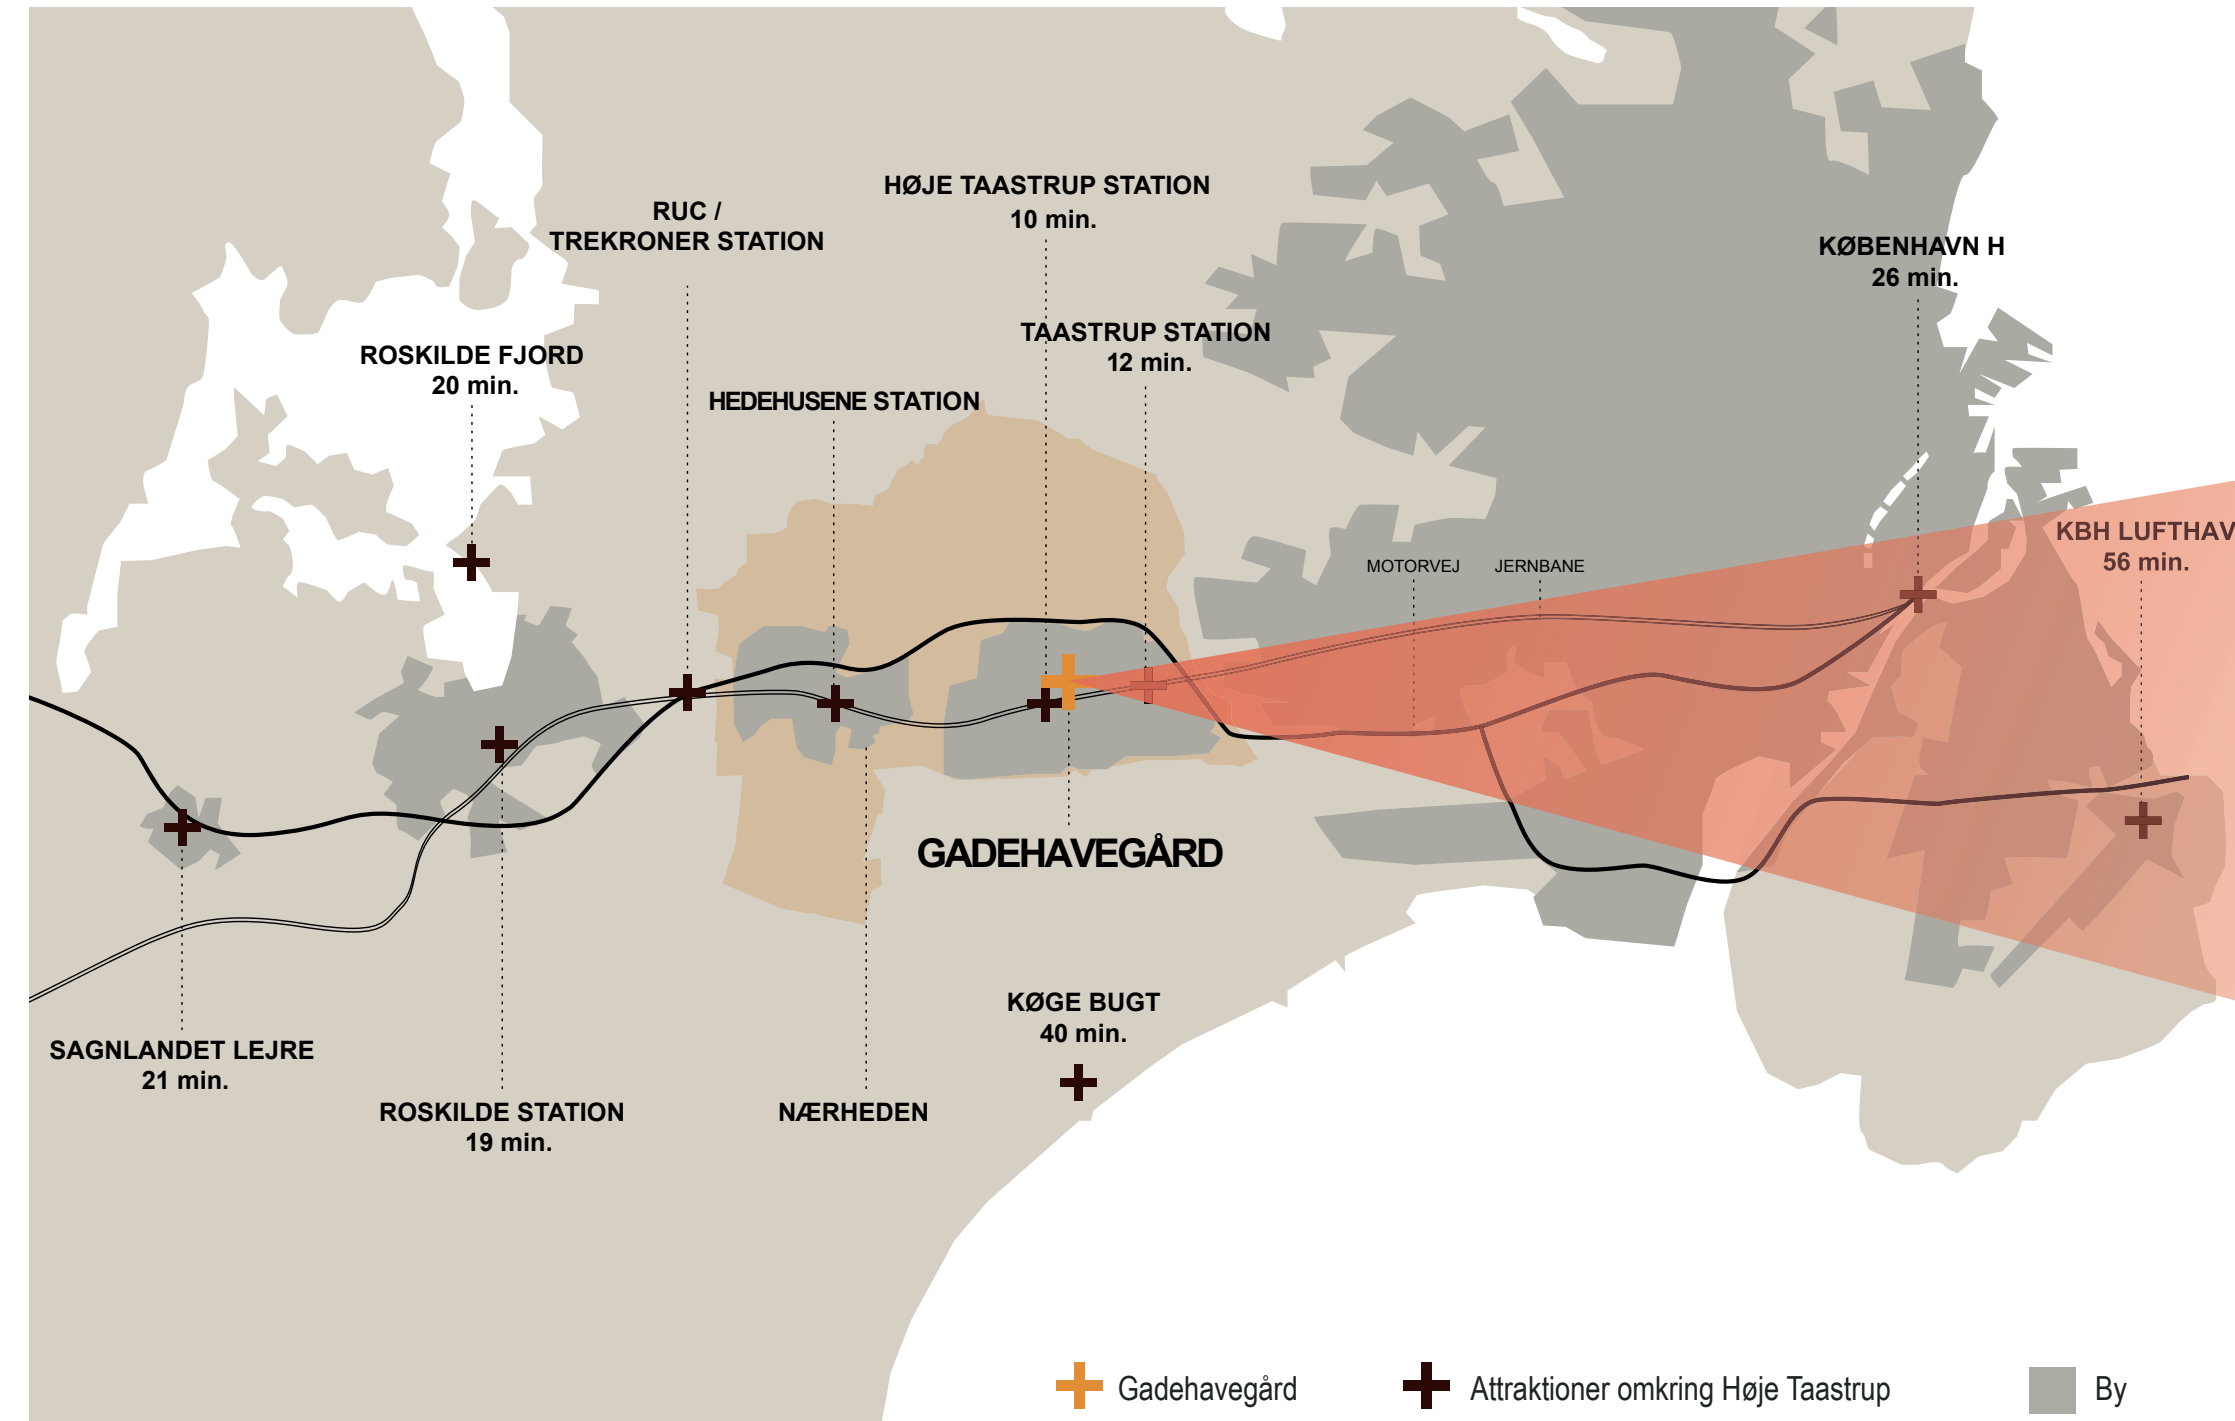 HØJE TAASTRUP STATION
10 min.
RUC /
TREKRONER STATION
KØBENHAVN H
26 min.
TAASTRUP STATION
12 min.
ROSKILDE FJORD
20 min.
HEDEHUSENE STATION
KBH LUFTHAV
56 min.
MOTORVEJ
JERNBANE
GADEHAVEGÅRD
KØGE BUGT
40 min.
SAGNLANDET LEJRE
21 min.
ROSKILDE STATION
19 min.
NÆRHEDEN
Gadehavegård
Attraktioner omkring Høje Taastrup
By